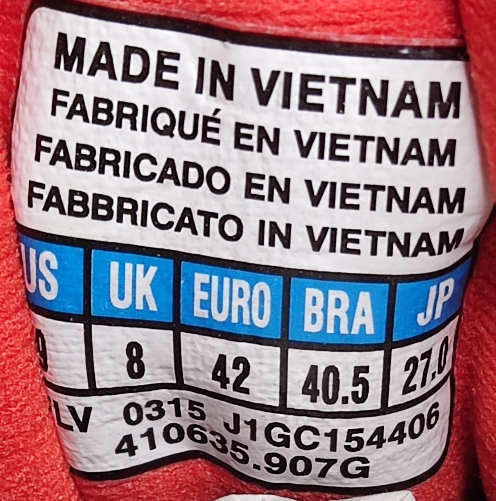 MADE IN VIETNAM
FABRIQUÉ EN VIETNAM
FABRICADO EN VIETNAM
FABBRICATO IN VIETNAM
US UK EURO BRA JP
8 42 40.5 27.0
LV 0315 J1GC154406
410635.907G